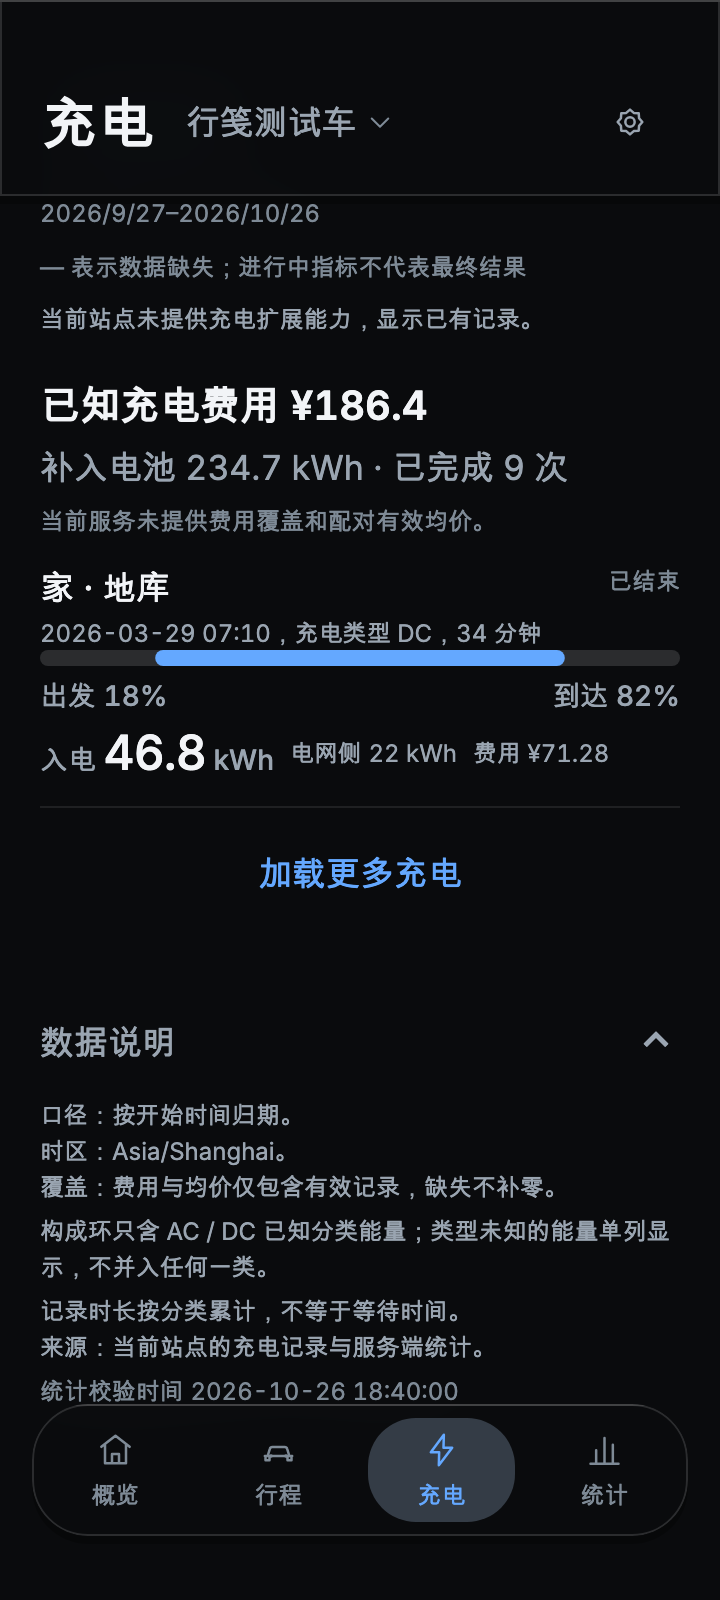 充电 行笺测试车
2026/9/27–2026/10/26
— 表示数据缺失；进行中指标不代表最终结果
当前站点未提供充电扩展能力，显示已有记录。
已知充电费用 ¥186.4
补入电池 234.7 kWh · 已完成 9 次
当前服务未提供费用覆盖和配对有效均价。
家 · 地库 已结束
2026-03-29 07:10，充电类型 DC，34 分钟
出发 18% 到达 82%
入电 46.8 kWh 电网侧 22 kWh 费用 ¥71.28
加载更多充电
数据说明
口径：按开始时间归期。
时区：Asia/Shanghai。
覆盖：费用与均价仅包含有效记录，缺失不补零。
构成环只含 AC / DC 已知分类能量；类型未知的能量单列显
示，不并入任何一类。
记录时长按分类累计，不等于等待时间。
来源：当前站点的充电记录与服务端统计。
统计校验时间 2026-10-26 18:40:00
概览 行程 充电 统计